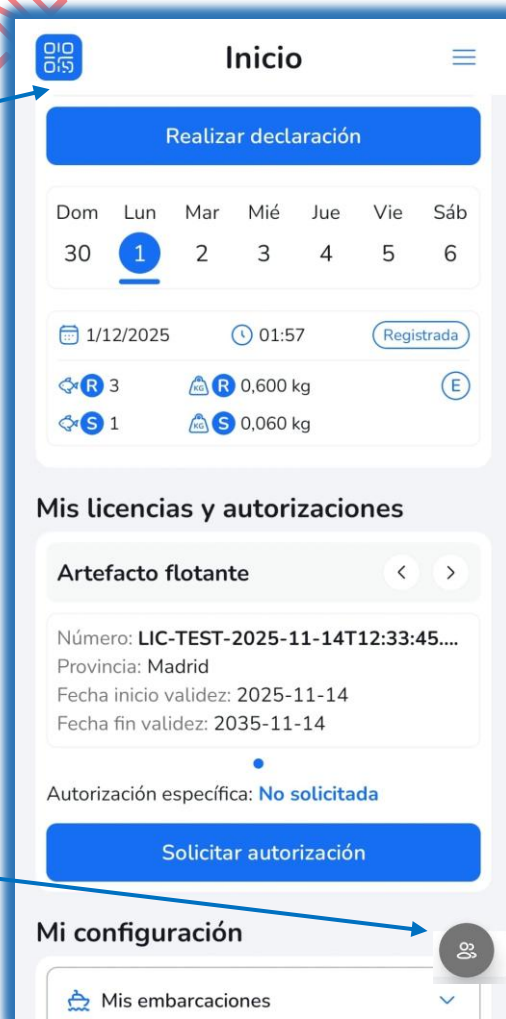 Inicio
Realizar declaración
Dom Lun Mar Mié Jue Vie Sáb
30 1 2 3 4 5 6
1/12/2025 01:57 Registrada
R 3 KG R 0,600 kg E
S 1 KG S 0,060 kg
Mis licencias y autorizaciones
Artefacto flotante
Número: LIC-TEST-2025-11-14T12:33:45....
Provincia: Madrid
Fecha inicio validez: 2025-11-14
Fecha fin validez: 2035-11-14
Autorización específica: No solicitada
Solicitar autorización
Mi configuración
Mis embarcaciones